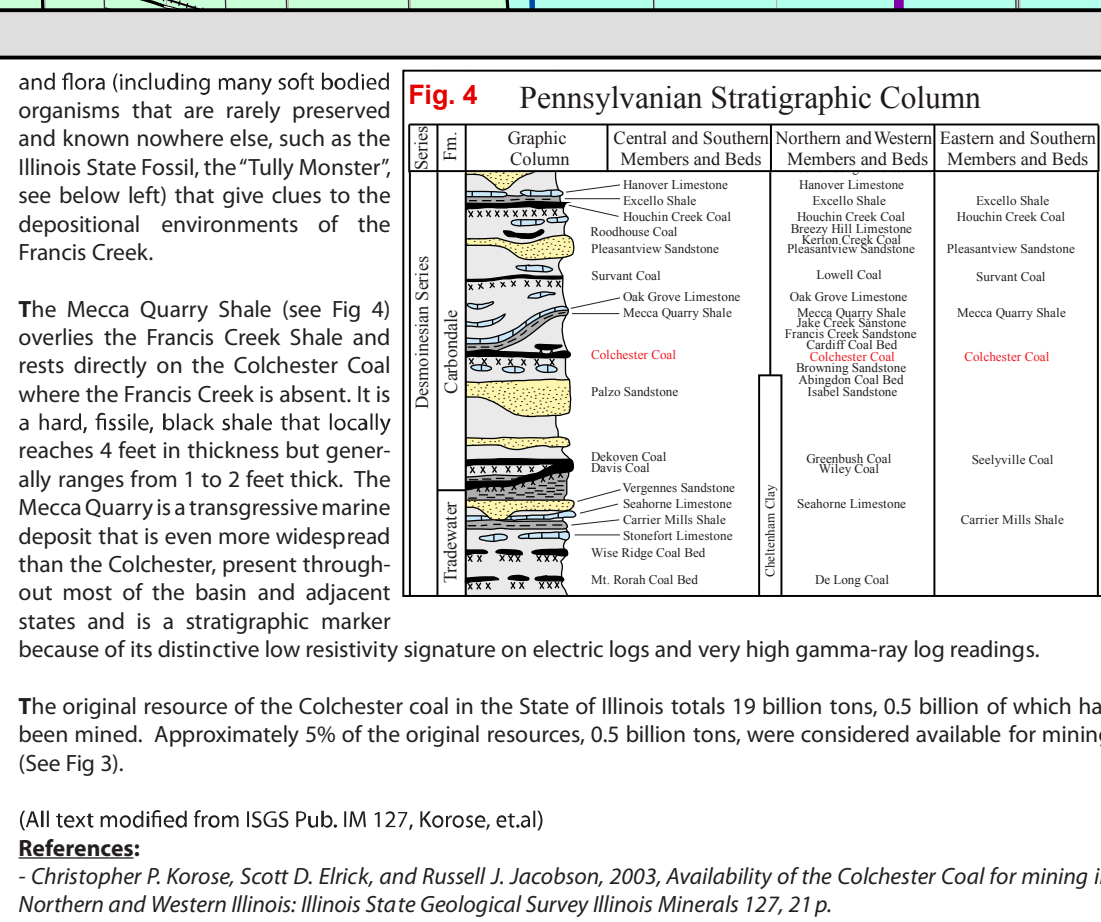 and flora (including many soft bodied
organisms that are rarely preserved
and known nowhere else, such as the
Illinois State Fossil, the “Tully Monster”,
see below left) that give clues to the
depositional environments of the
Francis Creek.
The Mecca Quarry Shale (see Fig 4)
overlies the Francis Creek Shale and
rests directly on the Colchester Coal
where the Francis Creek is absent. It is
a hard, fissile, black shale that locally
reaches 4 feet in thickness but gener-
ally ranges from 1 to 2 feet thick. The
Mecca Quarry is a transgressive marine
deposit that is even more widespread
than the Colchester, present through-
out most of the basin and adjacent
states and is a stratigraphic marker
because of its distinctive low resistivity signature on electric logs and very high gamma-ray log readings.
Fig. 4 Pennsylvanian Stratigraphic Column
Series
Fm.
Graphic
Column
Central and Southern
Members and Beds
Northern and Western
Members and Beds
Eastern and Southern
Members and Beds
Desmoinesian Series
Carbondale
Tradewater
Hanover Limestone
Excello Shale
Houchin Creek Coal
Roodhouse Coal
Pleasantview Sandstone
Survant Coal
Oak Grove Limestone
Mecca Quarry Shale
Colchester Coal
Palzo Sandstone
Dekoven Coal
Davis Coal
Vergennes Sandstone
Seahorne Limestone
Carrier Mills Shale
Stonefort Limestone
Wise Ridge Coal Bed
Mt. Rorah Coal Bed
Cheltenham Clay
Hanover Limestone
Excello Shale
Houchin Creek Coal
Breezy Hill Limestone
Kerton Creek Coal
Pleasantview Sandstone
Lowell Coal
Oak Grove Limestone
Mecca Quarry Shale
Jake Creek Sanstone
Francis Creek Sandstone
Cardiff Coal Bed
Colchester Coal
Browning Sandstone
Abingdon Coal Bed
Isabel Sandstone
Greenbush Coal
Wiley Coal
Seahorne Limestone
De Long Coal
Excello Shale
Houchin Creek Coal
Pleasantview Sandstone
Survant Coal
Mecca Quarry Shale
Colchester Coal
Seelyville Coal
Carrier Mills Shale
The original resource of the Colchester coal in the State of Illinois totals 19 billion tons, 0.5 billion of which ha
been mined. Approximately 5% of the original resources, 0.5 billion tons, were considered available for mining
(See Fig 3).
(All text modified from ISGS Pub. IM 127, Korose, et.al)
References:
- Christopher P. Korose, Scott D. Elrick, and Russell J. Jacobson, 2003, Availability of the Colchester Coal for mining i
Northern and Western Illinois: Illinois State Geological Survey Illinois Minerals 127, 21 p.